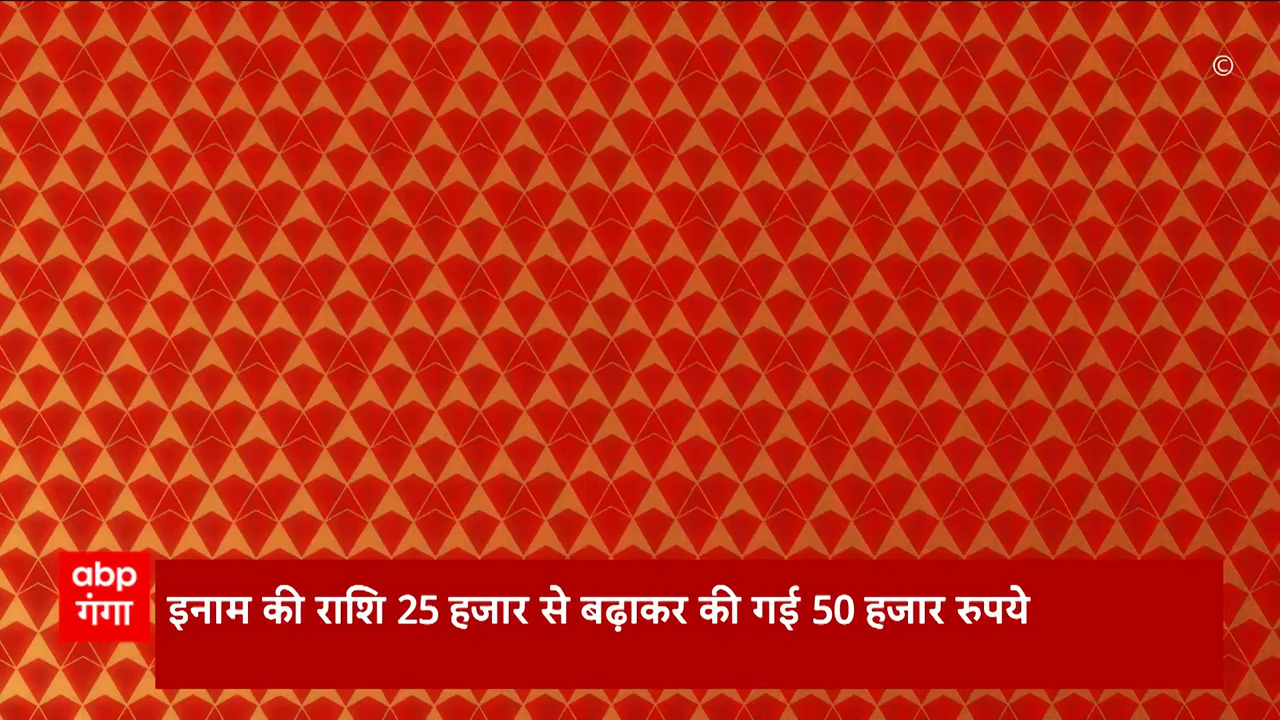 ©
abp
गंगा
इनाम की राशि 25 हजार से बढ़ाकर की गई 50 हजार रुपये